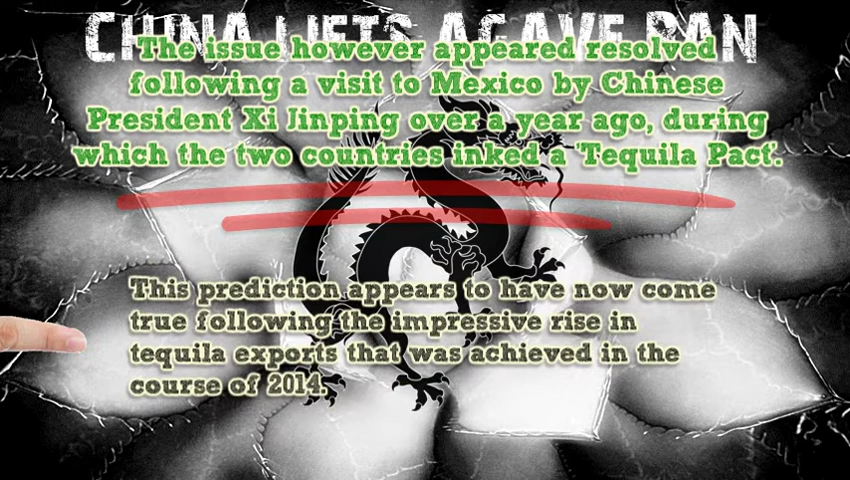 CHINA LIFTS AGAVE BAN
The issue however appeared resolved
following a visit to Mexico by Chinese
President Xi Jinping over a year ago, during
which the two countries inked a 'Tequila Pact'.
This prediction appears to have now come
true following the impressive rise in
tequila exports that was achieved in the
course of 2014.